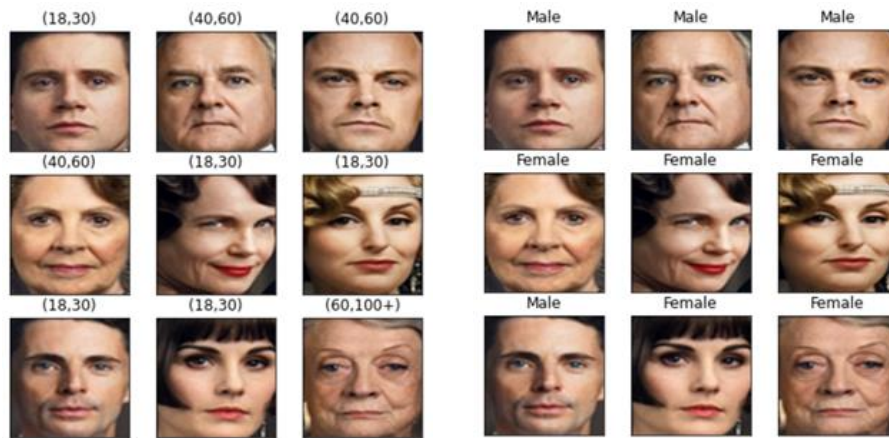 (18,30) (40,60) (40,60) Male Male Male
(40,60) (18,30) (18,30) Female Female Female
(18,30) (18,30) (60,100+) Male Female Female